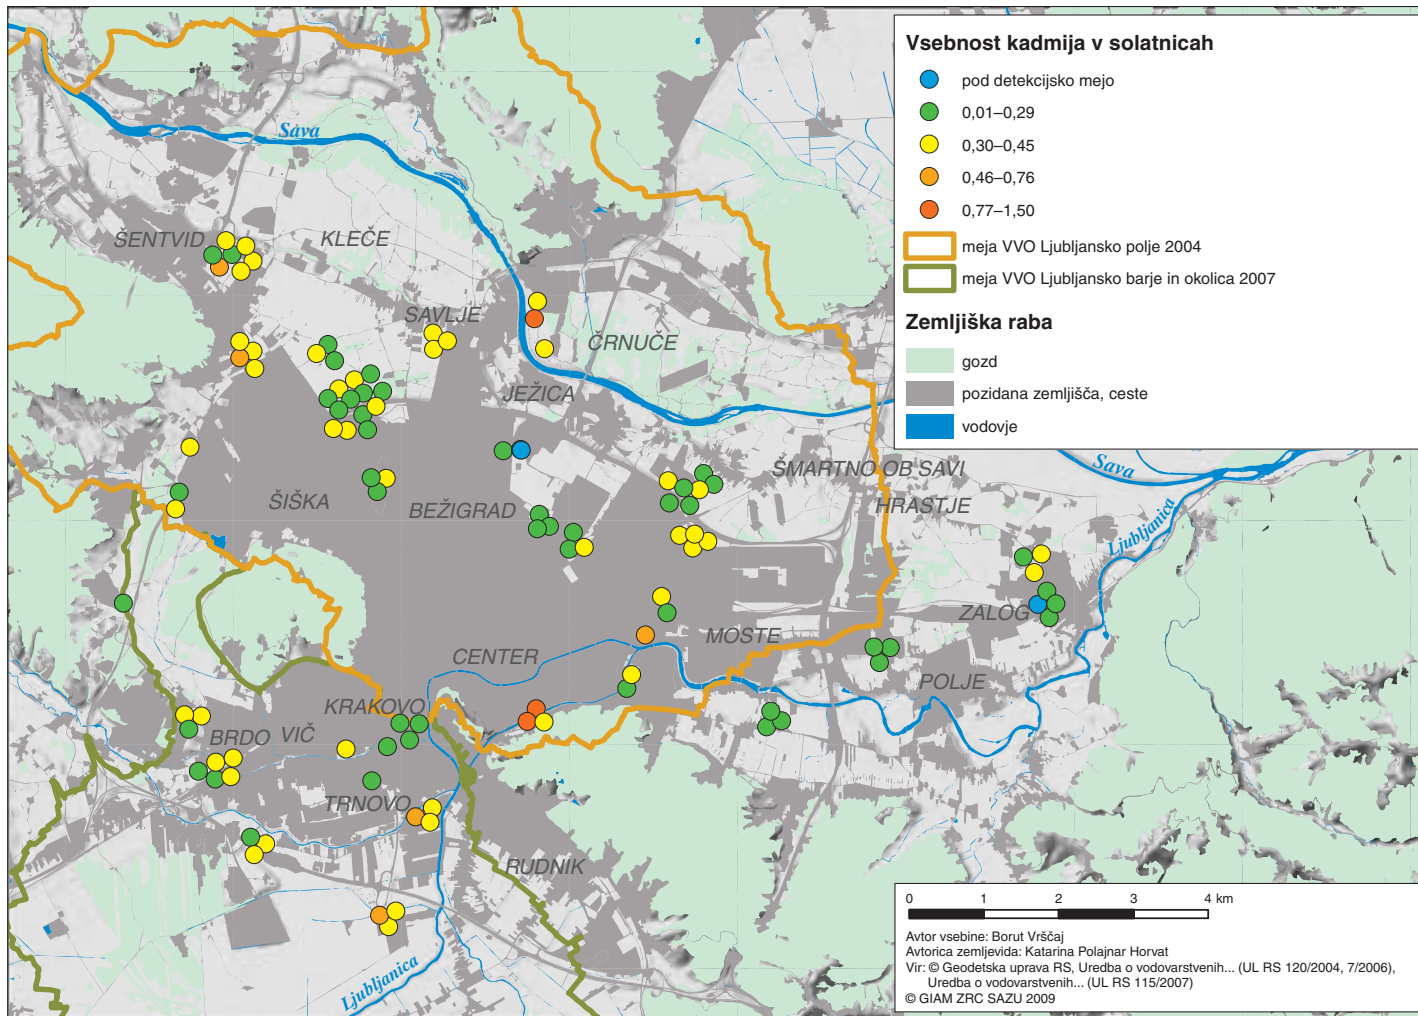 Vsebnost kadmija v solatnicah
pod detekcijsko mejo
0,01–0,29
0,30–0,45
0,46–0,76
0,77–1,50
meja VVO Ljubljansko polje 2004
meja VVO Ljubljansko barje in okolica 2007
Zemljiška raba
gozd
pozidana zemljišča, ceste
vodovje
Sava
ŠENTVID
KLEČE
SAVLJE
ČRNUČE
JEŽICA
ŠMARTNO OB SAVI
Sava
HRASTJE
ŠIŠKA
BEŽIGRAD
Ljubljanica
ZALOG
MOSTE
CENTER
POLJE
KRAKOVO
VIČ
BRDO
TRNOVO
RUDNIK
Ljubljanica
0 1 2 3 4 km
Avtor vsebine: Borut Vrščaj
Avtorica zemljevida: Katarina Polajnar Horvat
Vir: © Geodetska uprava RS, Uredba o vodovarstvenih... (UL RS 120/2004, 7/2006),
Uredba o vodovarstvenih... (UL RS 115/2007)
© GIAM ZRC SAZU 2009